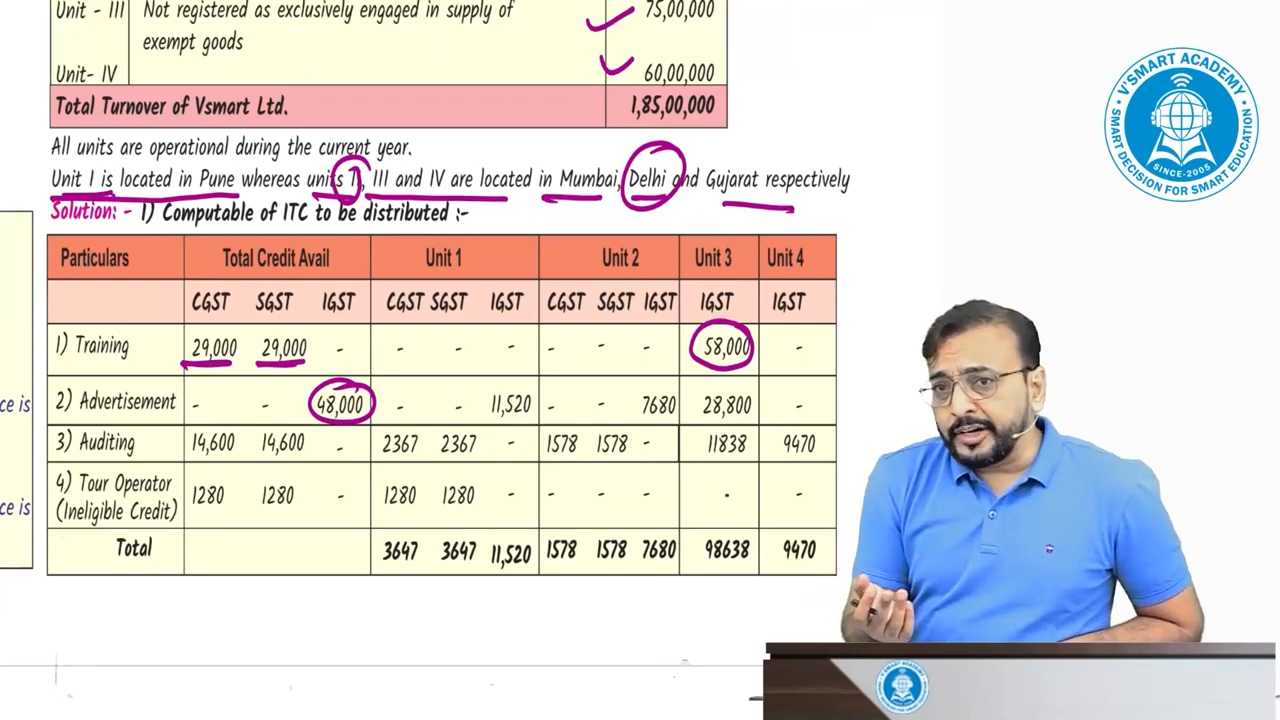 Unit - III Not registered as exclusively engaged in supply of 75,00,000
exempt goods
Unit- IV 60,00,000
Total Turnover of Vsmart Ltd. 1,85,00,000
All units are operational during the current year.
Unit I is located in Pune whereas units II, III and IV are located in Mumbai, Delhi and Gujarat respectively
Solution: - 1) Computable of ITC to be distributed :-
Particulars Total Credit Avail Unit 1 Unit 2 Unit 3 Unit 4
CGST SGST IGST CGST SGST IGST CGST SGST IGST IGST IGST
1) Training 29,000 29,000 - - - - - - - 58,000 -
2) Advertisement - - 48,000 - - 11,520 - - 7680 28,800 -
3) Auditing 14,600 14,600 - 2367 2367 - 1578 1578 - 11838 9470
4) Tour Operator
(Ineligible Credit) 1280 1280 - 1280 1280 - - - - - -
Total 3647 3647 11,520 1578 1578 7680 98638 9470
ce is
ce is
V'SMART ACADEMY
SMART DECISION FOR SMART EDUCATION
SINCE-2005